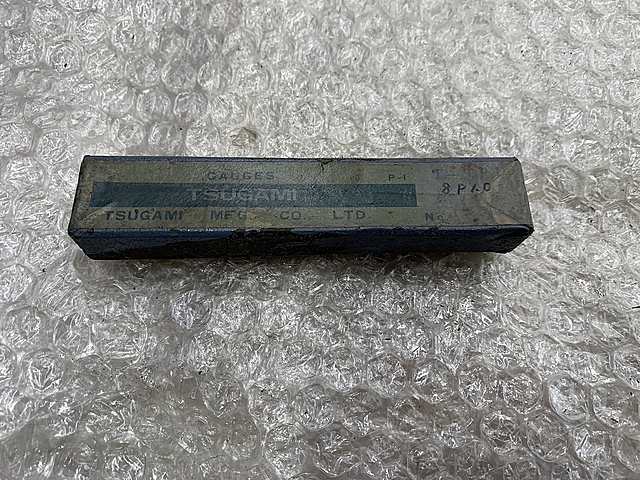 GAUGES
TSUGAMI
TSUGAMI MFG. CO. LTD
P-1
8P1.0
No.